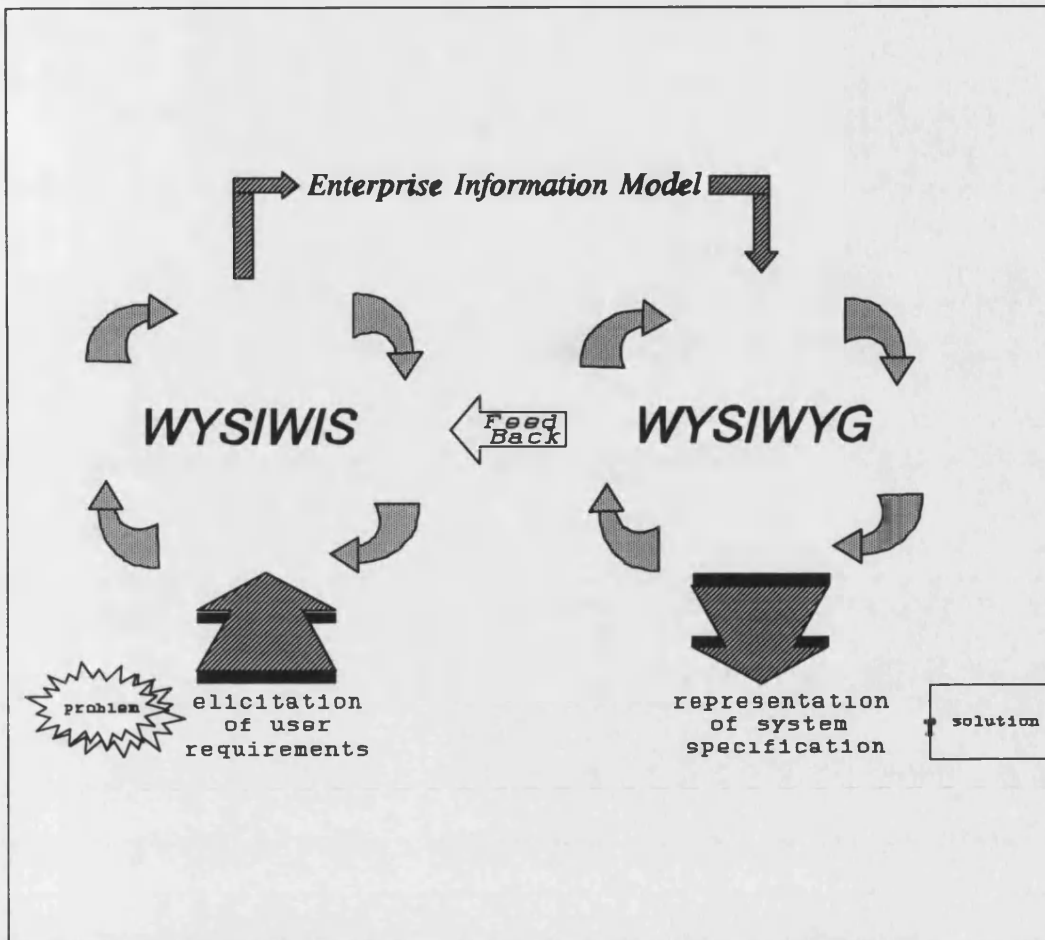 Enterprise Information Model
WYSIWIS
Feed
Back
WYSIWYG
problem
elicitation
of user
requirements
representation
of system
specification
solution